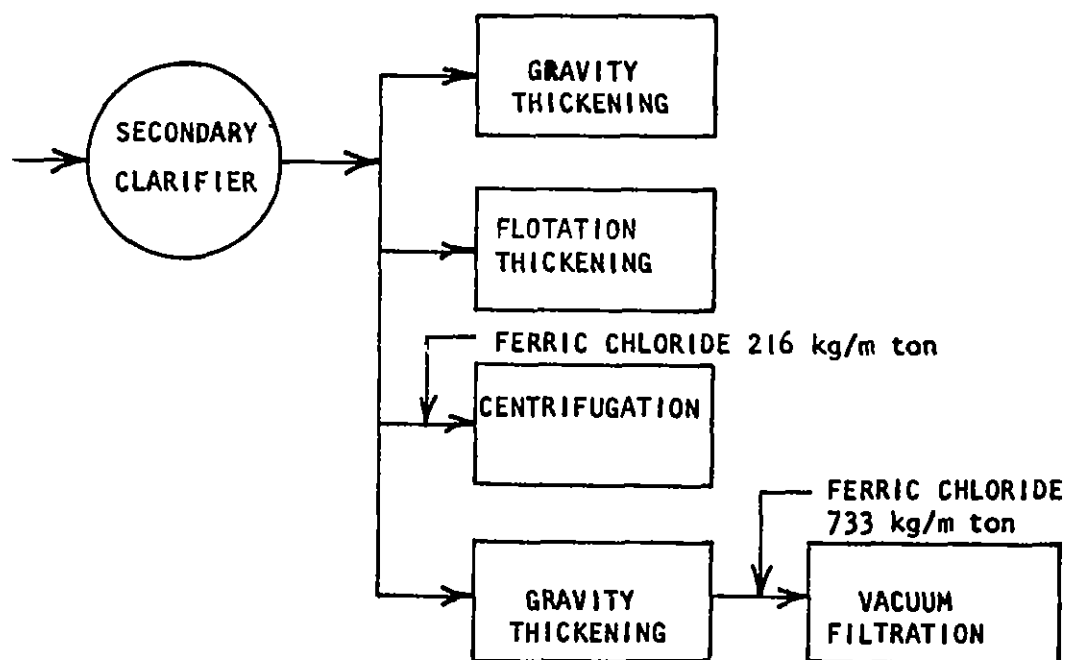 GRAVITY
THICKENING
SECONDARY
CLARIFIER
FLOTATION
THICKENING
FERRIC CHLORIDE 216 kg/m ton
CENTRIFUGATION
FERRIC CHLORIDE
733 kg/m ton
GRAVITY
THICKENING
VACUUM
FILTRATION